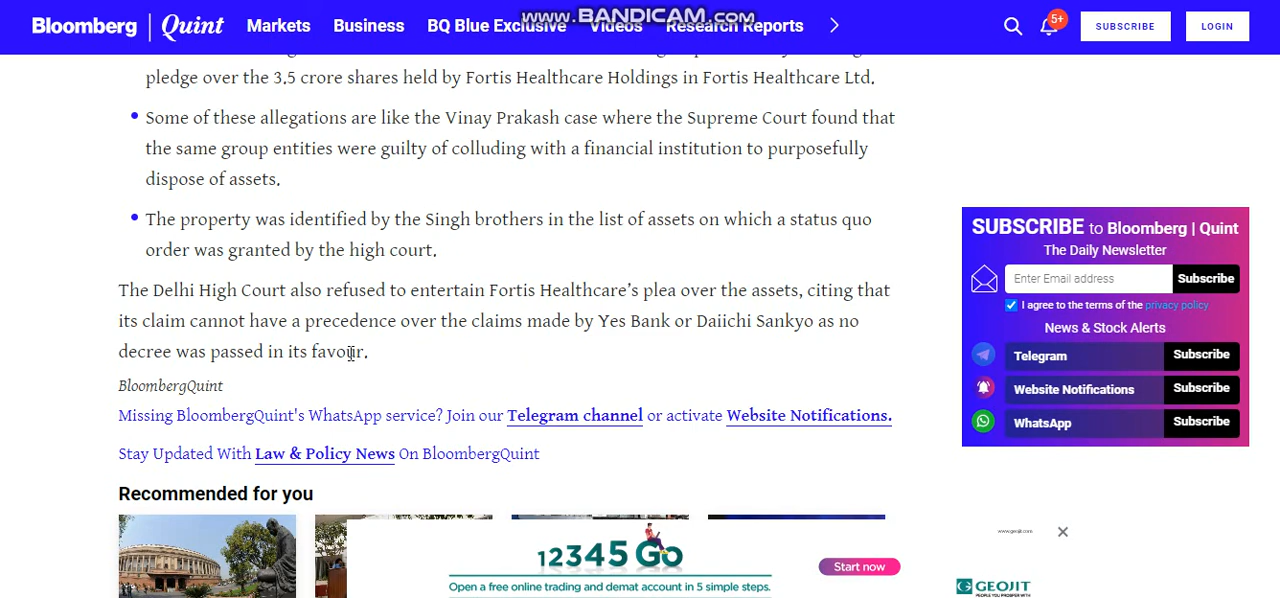 Bloomberg | Quint Markets Business BQ Blue Exclusive Videos Research Reports 5+ SUBSCRIBE LOGIN
www.BANDICAM.com
pledge over the 3.5 crore shares held by Fortis Healthcare Holdings in Fortis Healthcare Ltd.
• Some of these allegations are like the Vinay Prakash case where the Supreme Court found that
the same group entities were guilty of colluding with a financial institution to purposefully
dispose of assets.
• The property was identified by the Singh brothers in the list of assets on which a status quo
order was granted by the high court.
The Delhi High Court also refused to entertain Fortis Healthcare’s plea over the assets, citing that
its claim cannot have a precedence over the claims made by Yes Bank or Daiichi Sankyo as no
decree was passed in its favour.
BloombergQuint
Missing BloombergQuint's WhatsApp service? Join our Telegram channel or activate Website Notifications.
Stay Updated With Law & Policy News On BloombergQuint
Recommended for you
SUBSCRIBE to Bloomberg | Quint
The Daily Newsletter
Enter Email address Subscribe
I agree to the terms of the privacy policy
News & Stock Alerts
Telegram Subscribe
Website Notifications Subscribe
WhatsApp Subscribe
12345 Go
Open a free online trading and demat account in 5 simple steps.
Start now
www.geojit.com
GEOJIT
PEOPLE YOU PROSPER WITH